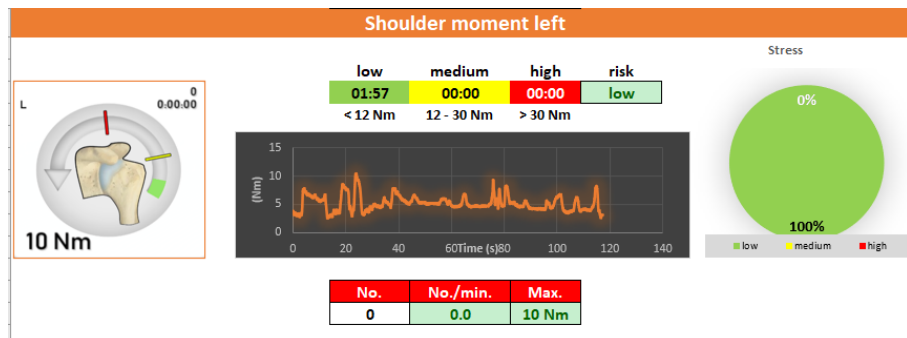 Shoulder moment left
Stress
low medium high risk
0
L 0:00:00
01:57 00:00 00:00 low
< 12 Nm 12 - 30 Nm > 30 Nm
0%
15
10
5
0
(Nm)
0 20 40 60 Time (s) 80 100 120 140
10 Nm
100%
low medium high
No. No./min. Max.
0 0.0 10 Nm